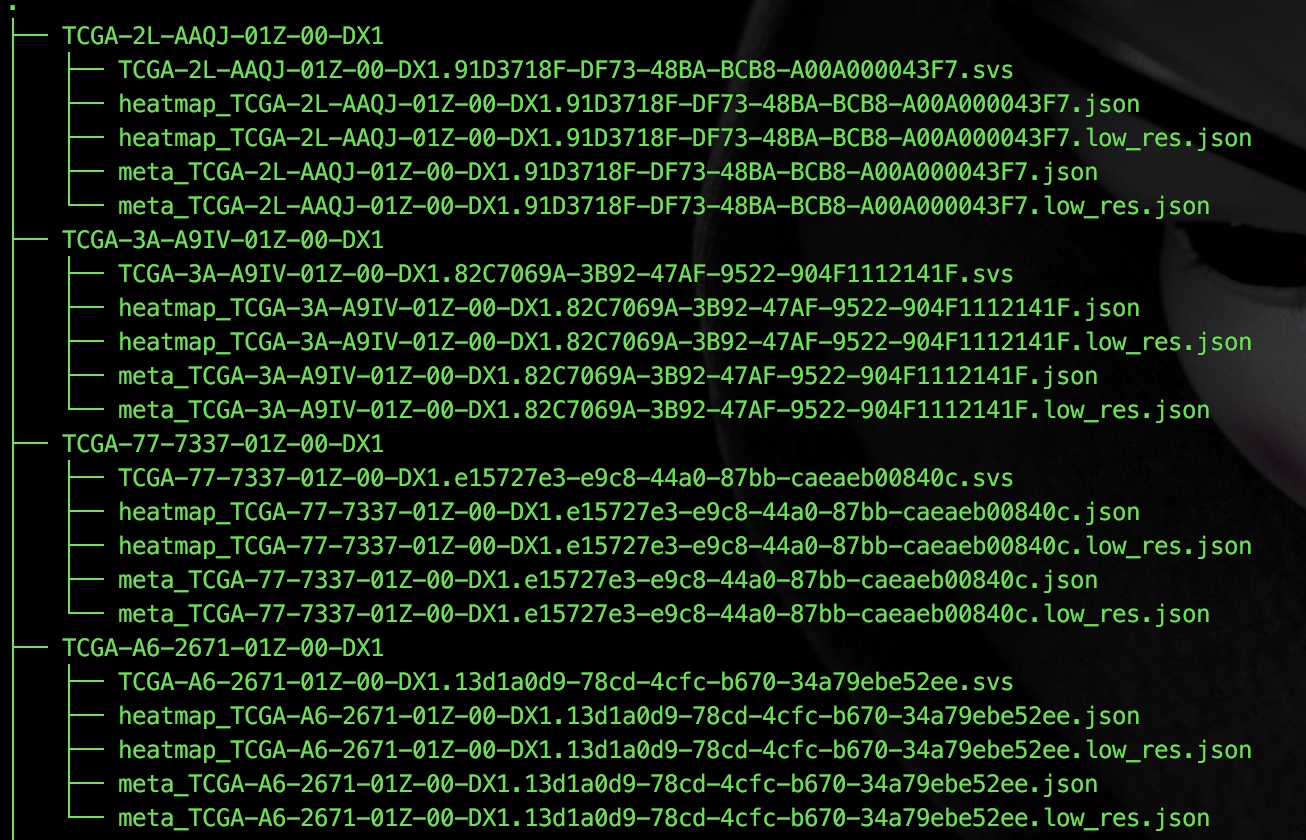 .
├── TCGA-2L-AAQJ-01Z-00-DX1
│   ├── TCGA-2L-AAQJ-01Z-00-DX1.91D3718F-DF73-48BA-BCB8-A00A000043F7.svs
│   ├── heatmap_TCGA-2L-AAQJ-01Z-00-DX1.91D3718F-DF73-48BA-BCB8-A00A000043F7.json
│   ├── heatmap_TCGA-2L-AAQJ-01Z-00-DX1.91D3718F-DF73-48BA-BCB8-A00A000043F7.low_res.json
│   ├── meta_TCGA-2L-AAQJ-01Z-00-DX1.91D3718F-DF73-48BA-BCB8-A00A000043F7.json
│   └── meta_TCGA-2L-AAQJ-01Z-00-DX1.91D3718F-DF73-48BA-BCB8-A00A000043F7.low_res.json
├── TCGA-3A-A9IV-01Z-00-DX1
│   ├── TCGA-3A-A9IV-01Z-00-DX1.82C7069A-3B92-47AF-9522-904F1112141F.svs
│   ├── heatmap_TCGA-3A-A9IV-01Z-00-DX1.82C7069A-3B92-47AF-9522-904F1112141F.json
│   ├── heatmap_TCGA-3A-A9IV-01Z-00-DX1.82C7069A-3B92-47AF-9522-904F1112141F.low_res.json
│   ├── meta_TCGA-3A-A9IV-01Z-00-DX1.82C7069A-3B92-47AF-9522-904F1112141F.json
│   └── meta_TCGA-3A-A9IV-01Z-00-DX1.82C7069A-3B92-47AF-9522-904F1112141F.low_res.json
├── TCGA-77-7337-01Z-00-DX1
│   ├── TCGA-77-7337-01Z-00-DX1.e15727e3-e9c8-44a0-87bb-caeaeb00840c.svs
│   ├── heatmap_TCGA-77-7337-01Z-00-DX1.e15727e3-e9c8-44a0-87bb-caeaeb00840c.json
│   ├── heatmap_TCGA-77-7337-01Z-00-DX1.e15727e3-e9c8-44a0-87bb-caeaeb00840c.low_res.json
│   ├── meta_TCGA-77-7337-01Z-00-DX1.e15727e3-e9c8-44a0-87bb-caeaeb00840c.json
│   └── meta_TCGA-77-7337-01Z-00-DX1.e15727e3-e9c8-44a0-87bb-caeaeb00840c.low_res.json
├── TCGA-A6-2671-01Z-00-DX1
│   ├── TCGA-A6-2671-01Z-00-DX1.13d1a0d9-78cd-4cfc-b670-34a79ebe52ee.svs
│   ├── heatmap_TCGA-A6-2671-01Z-00-DX1.13d1a0d9-78cd-4cfc-b670-34a79ebe52ee.json
│   ├── heatmap_TCGA-A6-2671-01Z-00-DX1.13d1a0d9-78cd-4cfc-b670-34a79ebe52ee.low_res.json
│   ├── meta_TCGA-A6-2671-01Z-00-DX1.13d1a0d9-78cd-4cfc-b670-34a79ebe52ee.json
│   └── meta_TCGA-A6-2671-01Z-00-DX1.13d1a0d9-78cd-4cfc-b670-34a79ebe52ee.low_res.json